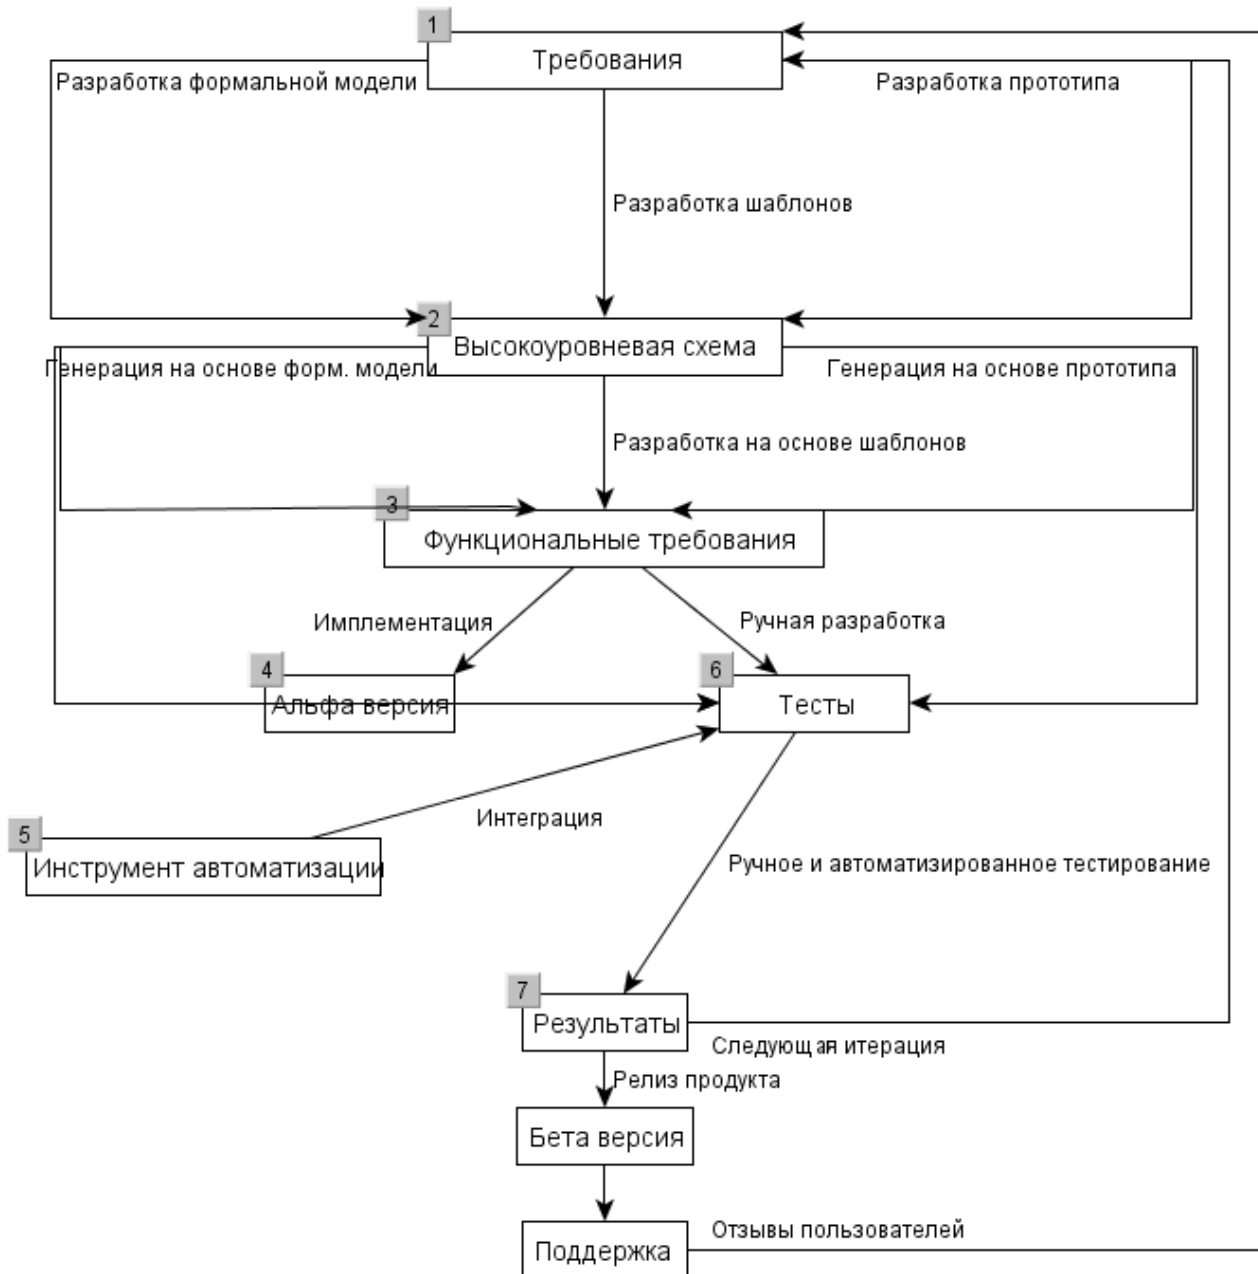 1
Требования
Разработка формальной модели
Разработка прототипа
Разработка шаблонов
2
Высокоуровневая схема
Генерация на основе форм. модели
Генерация на основе прототипа
Разработка на основе шаблонов
3
Функциональные требования
Имплементация
Ручная разработка
4
Альфа версия
6
Тесты
Интеграция
5
Инструмент автоматизации
Ручное и автоматизированное тестирование
7
Результаты
Следующая итерация
Релиз продукта
Бета версия
Отзывы пользователей
Поддержка